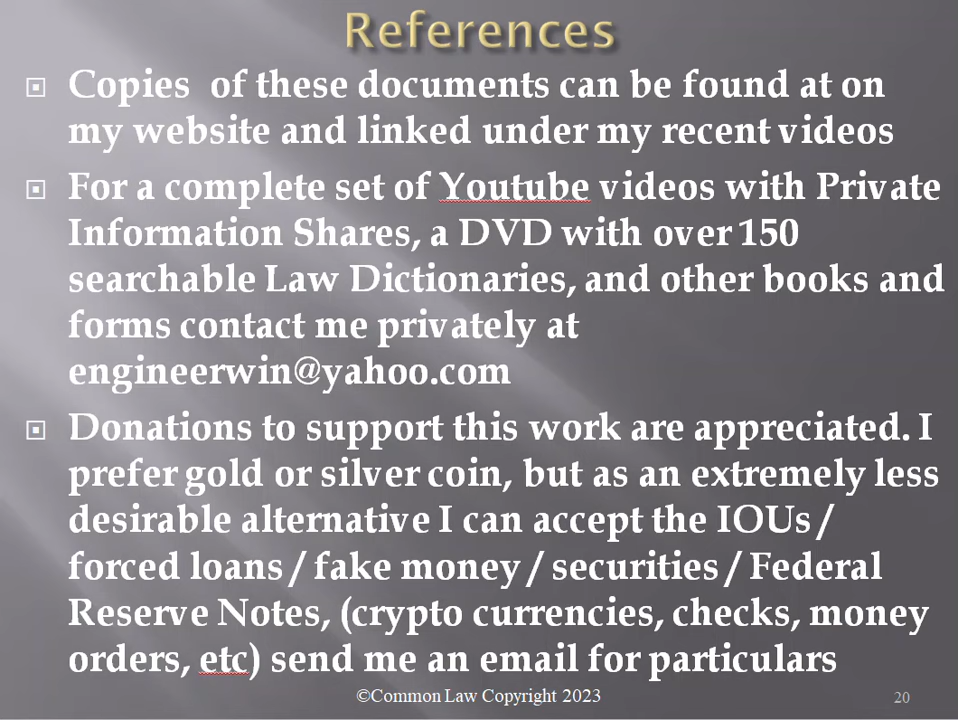 References
Copies of these documents can be found at on
my website and linked under my recent videos
For a complete set of Youtube videos with Private
Information Shares, a DVD with over 150
searchable Law Dictionaries, and other books and
forms contact me privately at
engineerwin@yahoo.com
Donations to support this work are appreciated. I
prefer gold or silver coin, but as an extremely less
desirable alternative I can accept the IOUs /
forced loans / fake money / securities / Federal
Reserve Notes, (crypto currencies, checks, money
orders, etc) send me an email for particulars
©Common Law Copyright 2023
20